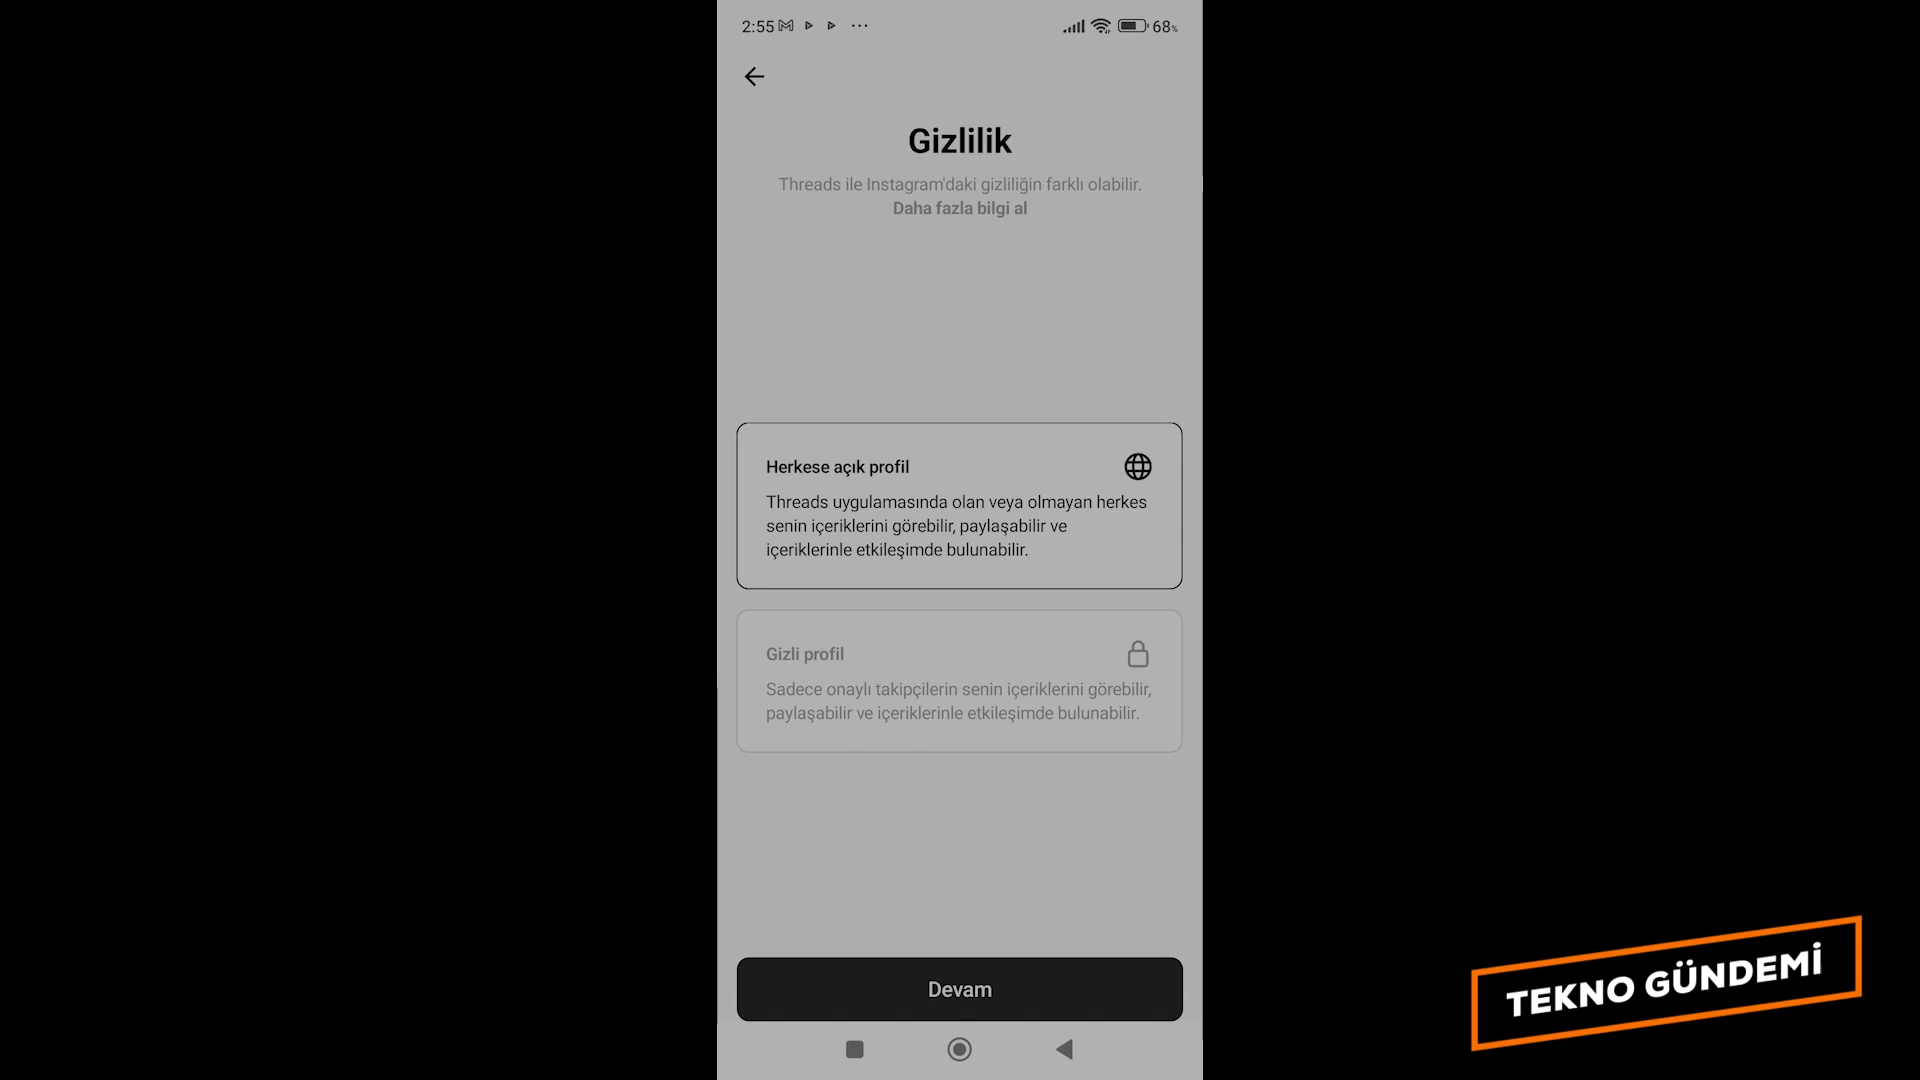 2:55
68%
Gizlilik
Threads ile Instagram'daki gizliliğin farklı olabilir.
Daha fazla bilgi al
Herkese açık profil
Threads uygulamasında olan veya olmayan herkes
senin içeriklerini görebilir, paylaşabilir ve
içeriklerinle etkileşimde bulunabilir.
Gizli profil
Sadece onaylı takipçilerin senin içeriklerini görebilir,
paylaşabilir ve içeriklerinle etkileşimde bulunabilir.
Devam
TEKNO GÜNDEMİ